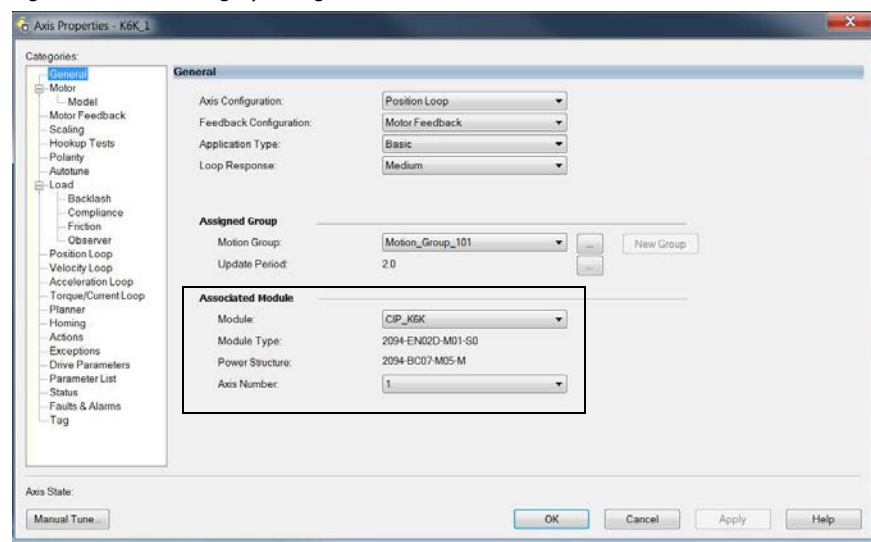 Axis Properties - K6K_1
Categories:
General
Motor
Model
Motor Feedback
Scaling
Hookup Tests
Polarity
Autotune
Load
Backlash
Compliance
Friction
Observer
Position Loop
Velocity Loop
Acceleration Loop
Torque/Current Loop
Planner
Homing
Actions
Exceptions
Drive Parameters
Parameter List
Status
Faults & Alarms
Tag
General
Axis Configuration: Position Loop
Feedback Configuration: Motor Feedback
Application Type: Basic
Loop Response: Medium
Assigned Group
Motion Group: Motion_Group_101 ... New Group
Update Period: 2.0 ...
Associated Module
Module: CIP_K6K
Module Type: 2094-EN02D-M01-S0
Power Structure: 2094-BC07-M05-M
Axis Number: 1
Axis State:
Manual Tune... OK Cancel Apply Help